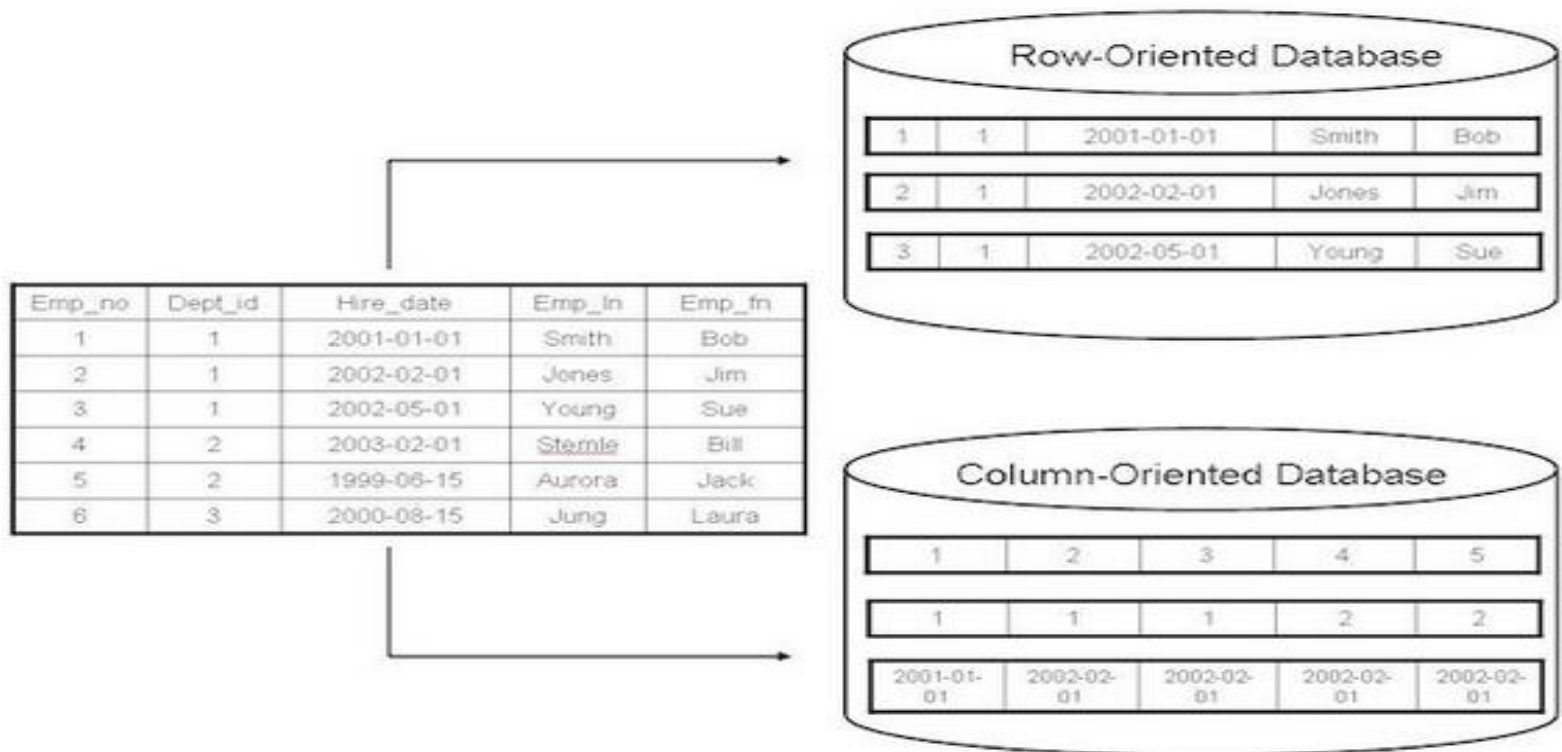 Row-Oriented Database
1 1 2001-01-01 Smith Bob
2 1 2002-02-01 Jones Jim
3 1 2002-05-01 Young Sue
Emp_no Dept_id Hire_date Emp_ln Emp_fn
1 1 2001-01-01 Smith Bob
2 1 2002-02-01 Jones Jim
3 1 2002-05-01 Young Sue
4 2 2003-02-01 Stemle Bill
5 2 1999-06-15 Aurora Jack
6 3 2000-08-15 Jung Laura
Column-Oriented Database
1 2 3 4 5
1 1 1 2 2
2001-01- 2002-02- 2002-02- 2002-02- 2002-02-
01 01 01 01 01